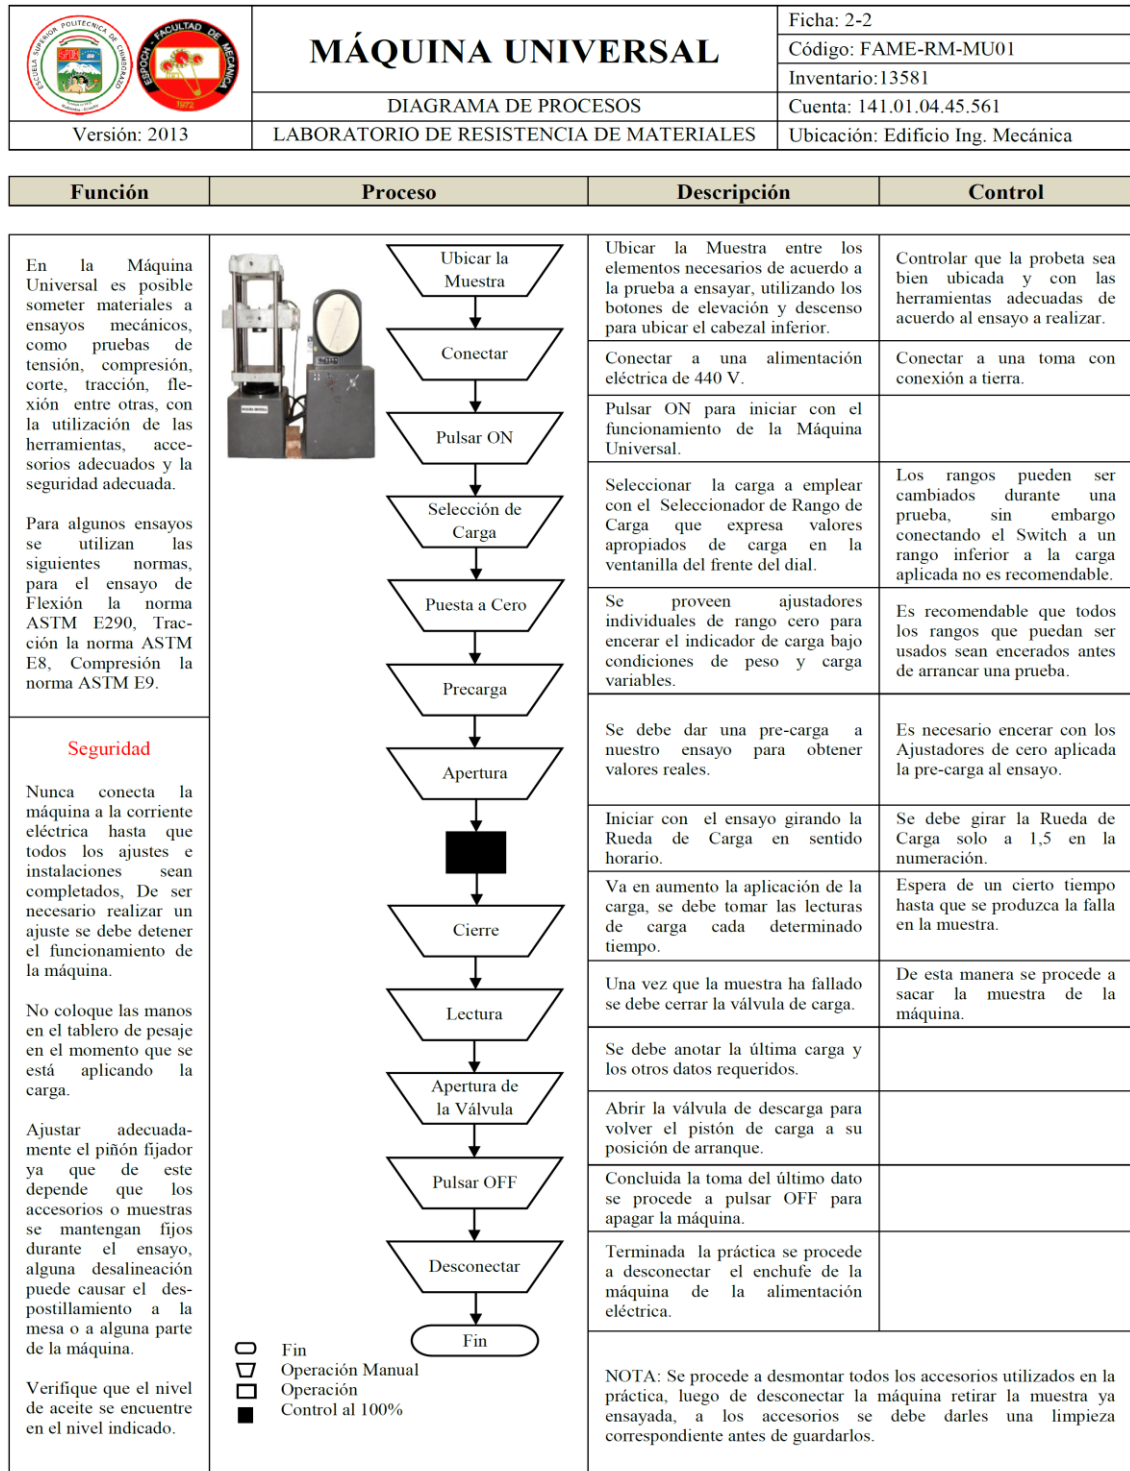 ESCUELA SUPERIOR POLITECNICA DE CHIMBORAZO
ESPOCH - FACULTAD DE MECANICA
1972
MÁQUINA UNIVERSAL
DIAGRAMA DE PROCESOS
Versión: 2013
LABORATORIO DE RESISTENCIA DE MATERIALES
Ficha: 2-2
Código: FAME-RM-MU01
Inventario:13581
Cuenta: 141.01.04.45.561
Ubicación: Edificio Ing. Mecánica
Función
Proceso
Descripción
Control
En la Máquina
Universal es posible
someter materiales a
ensayos mecánicos,
como pruebas de
tensión, compresión,
corte, tracción, fle-
xión entre otras, con
la utilización de las
herramientas, acce-
sorios adecuados y la
seguridad adecuada.
Para algunos ensayos
se utilizan las
siguientes normas,
para el ensayo de
Flexión la norma
ASTM E290, Trac-
ción la norma ASTM
E8, Compresión la
norma ASTM E9.
Seguridad
Nunca conecta la
máquina a la corriente
eléctrica hasta que
todos los ajustes e
instalaciones sean
completados, De ser
necesario realizar un
ajuste se debe detener
el funcionamiento de
la máquina.
No coloque las manos
en el tablero de pesaje
en el momento que se
está aplicando la
carga.
Ajustar adecuada-
mente el piñón fijador
ya que de este
depende que los
accesorios o muestras
se mantengan fijos
durante el ensayo,
alguna desalineación
puede causar el des-
postillamiento a la
mesa o a alguna parte
de la máquina.
Verifique que el nivel
de aceite se encuentre
en el nivel indicado.
Ubicar la
Muestra
Conectar
Pulsar ON
Selección de
Carga
Puesta a Cero
Precarga
Apertura
Cierre
Lectura
Apertura de
la Válvula
Pulsar OFF
Desconectar
Fin
Fin
Operación Manual
Operación
Control al 100%
Ubicar la Muestra entre los
elementos necesarios de acuerdo a
la prueba a ensayar, utilizando los
botones de elevación y descenso
para ubicar el cabezal inferior.
Controlar que la probeta sea
bien ubicada y con las
herramientas adecuadas de
acuerdo al ensayo a realizar.
Conectar a una alimentación
eléctrica de 440 V.
Conectar a una toma con
conexión a tierra.
Pulsar ON para iniciar con el
funcionamiento de la Máquina
Universal.
Seleccionar la carga a emplear
con el Seleccionador de Rango de
Carga que expresa valores
apropiados de carga en la
ventanilla del frente del dial.
Los rangos pueden ser
cambiados durante una
prueba, sin embargo
conectando el Switch a un
rango inferior a la carga
aplicada no es recomendable.
Se proveen ajustadores
individuales de rango cero para
encerar el indicador de carga bajo
condiciones de peso y carga
variables.
Es recomendable que todos
los rangos que puedan ser
usados sean encerados antes
de arrancar una prueba.
Se debe dar una pre-carga a
nuestro ensayo para obtener
valores reales.
Es necesario encerar con los
Ajustadores de cero aplicada
la pre-carga al ensayo.
Iniciar con el ensayo girando la
Rueda de Carga en sentido
horario.
Se debe girar la Rueda de
Carga solo a 1,5 en la
numeración.
Va en aumento la aplicación de la
carga, se debe tomar las lecturas
de carga cada determinado
tiempo.
Espera de un cierto tiempo
hasta que se produzca la falla
en la muestra.
Una vez que la muestra ha fallado
se debe cerrar la válvula de carga.
De esta manera se procede a
sacar la muestra de la
máquina.
Se debe anotar la última carga y
los otros datos requeridos.
Abrir la válvula de descarga para
volver el pistón de carga a su
posición de arranque.
Concluida la toma del último dato
se procede a pulsar OFF para
apagar la máquina.
Terminada la práctica se procede
a desconectar el enchufe de la
máquina de la alimentación
eléctrica.
NOTA: Se procede a desmontar todos los accesorios utilizados en la
práctica, luego de desconectar la máquina retirar la muestra ya
ensayada, a los accesorios se debe darles una limpieza
correspondiente antes de guardarlos.